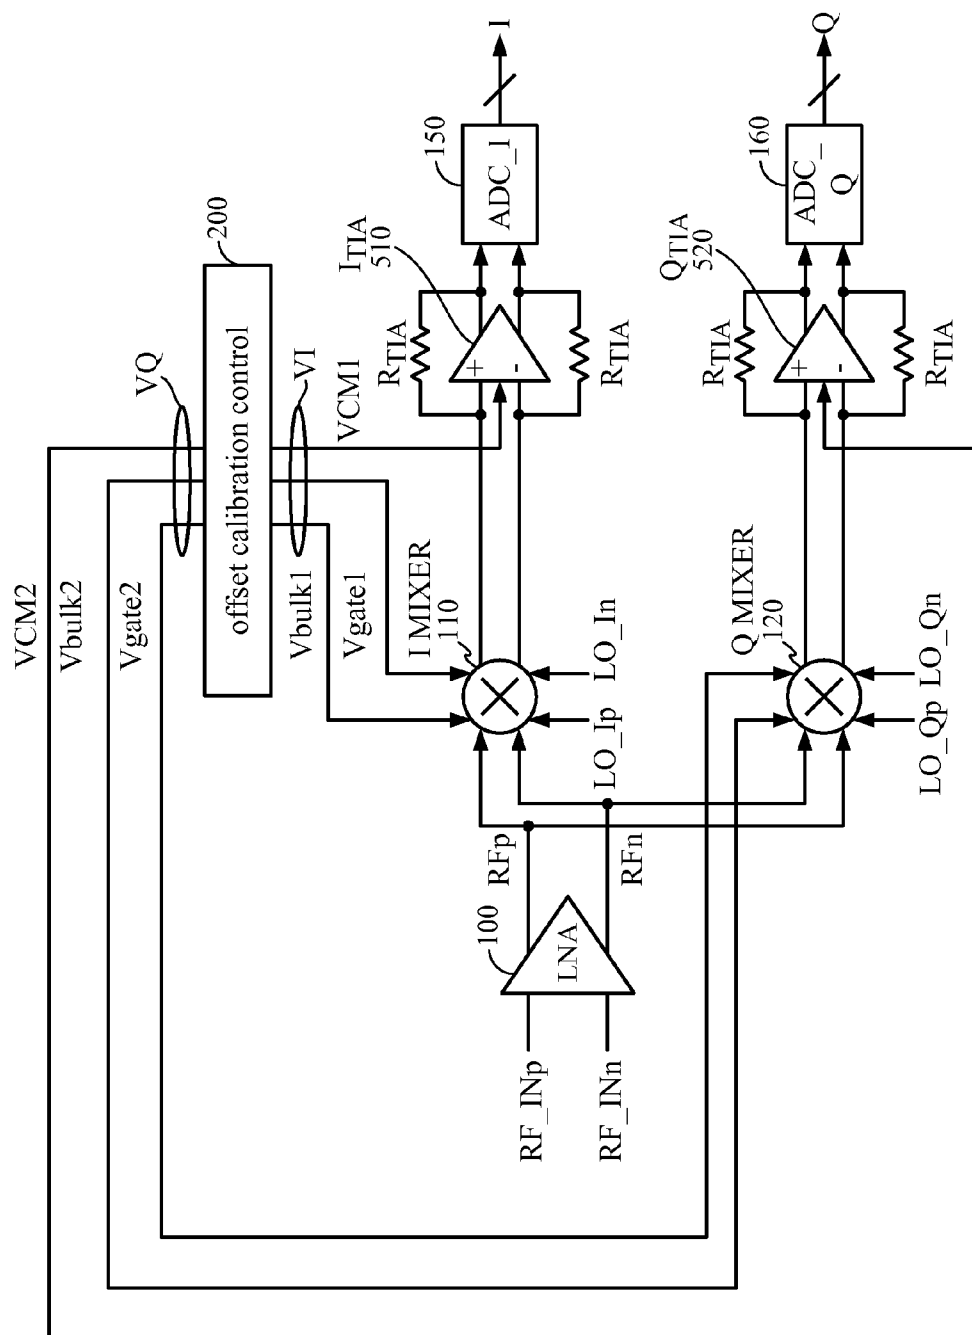 VCM2
Vbulk2
Vgate2
VQ
200
offset calibration control
VI
Vbulk1
Vgate1
VCM1
I MIXER
110
LO_Ip
LO_In
RTIA
ITIA
510
+
-
RTIA
150
ADC_I
I
RF_INp
RF_INn
100
LNA
RFp
RFn
Q MIXER
120
LO_Qp
LO_Qn
RTIA
QTIA
520
+
-
RTIA
160
ADC_
Q
Q